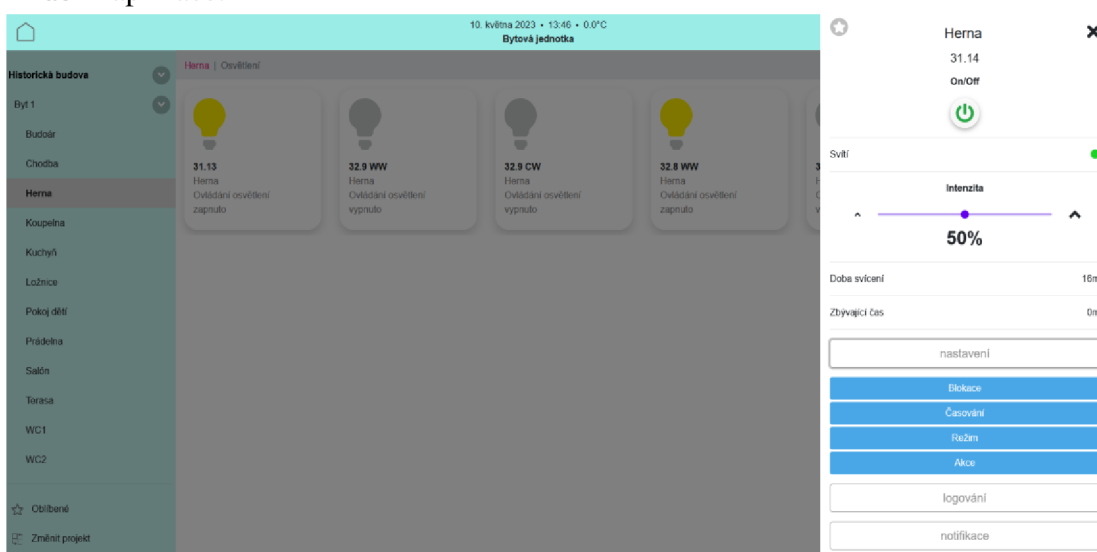 10. května 2023 • 13:46 • 0.0°C
Bytová jednotka
Historická budova
Byt 1
Budoár
Chodba
Herna
Koupelna
Kuchyň
Ložnice
Pokoj dětí
Prádelna
Salón
Terasa
WC1
WC2
Oblíbené
Změnit projekt
Herna | Osvětlení
31.13
Herna
Ovládání osvětlení
zapnuto
32.9 WW
Herna
Ovládání osvětlení
vypnuto
32.9 CW
Herna
Ovládání osvětlení
vypnuto
32.8 WW
Herna
Ovládání osvětlení
zapnuto
Herna
31.14
On/Off
Svítí
Intenzita
50%
Doba svícení 16m
Zbývající čas 0m
nastavení
Blokace
Časování
Režim
Akce
logování
notifikace